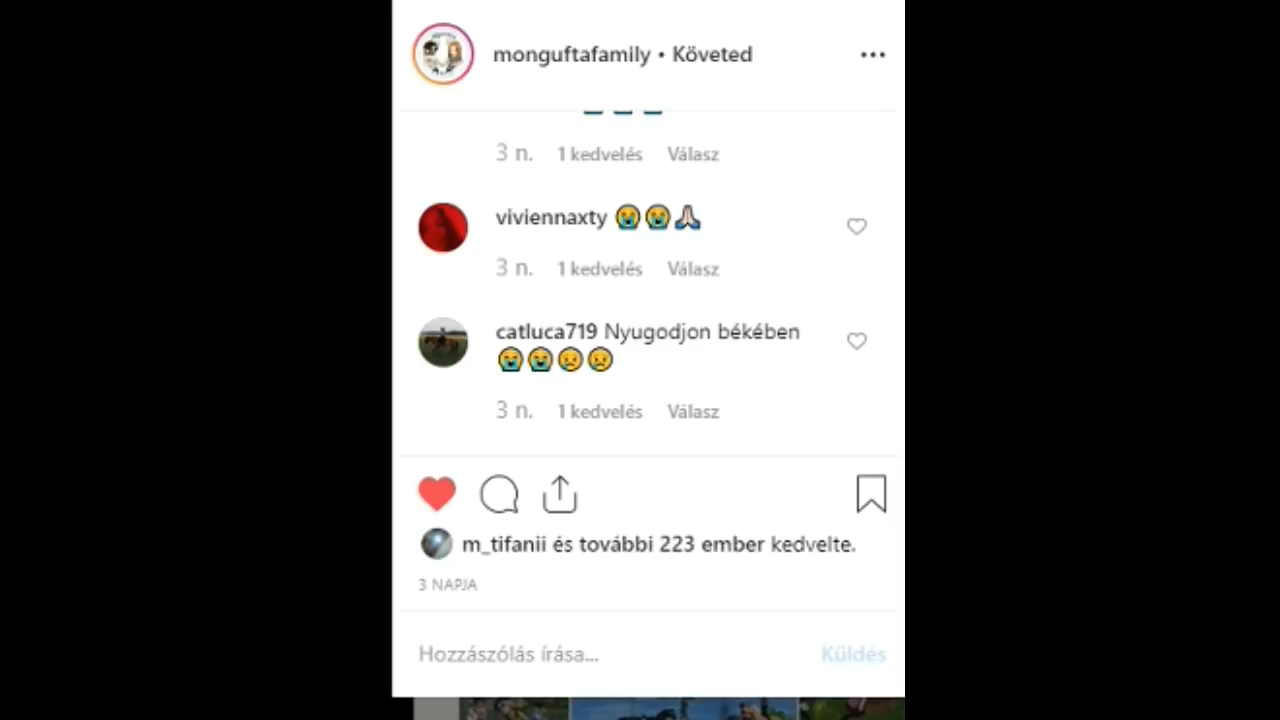 monguftafamily • Követed
3 n. 1 kedvelés Válasz
viviennaxty 😭😭🙏🏻
3 n. 1 kedvelés Válasz
catluca719 Nyugodjon békében
😭😭😢😢
3 n. 1 kedvelés Válasz
m_tifanii és további 223 ember kedvelte.
3 NAPJA
Hozzászólás írása... Küldés